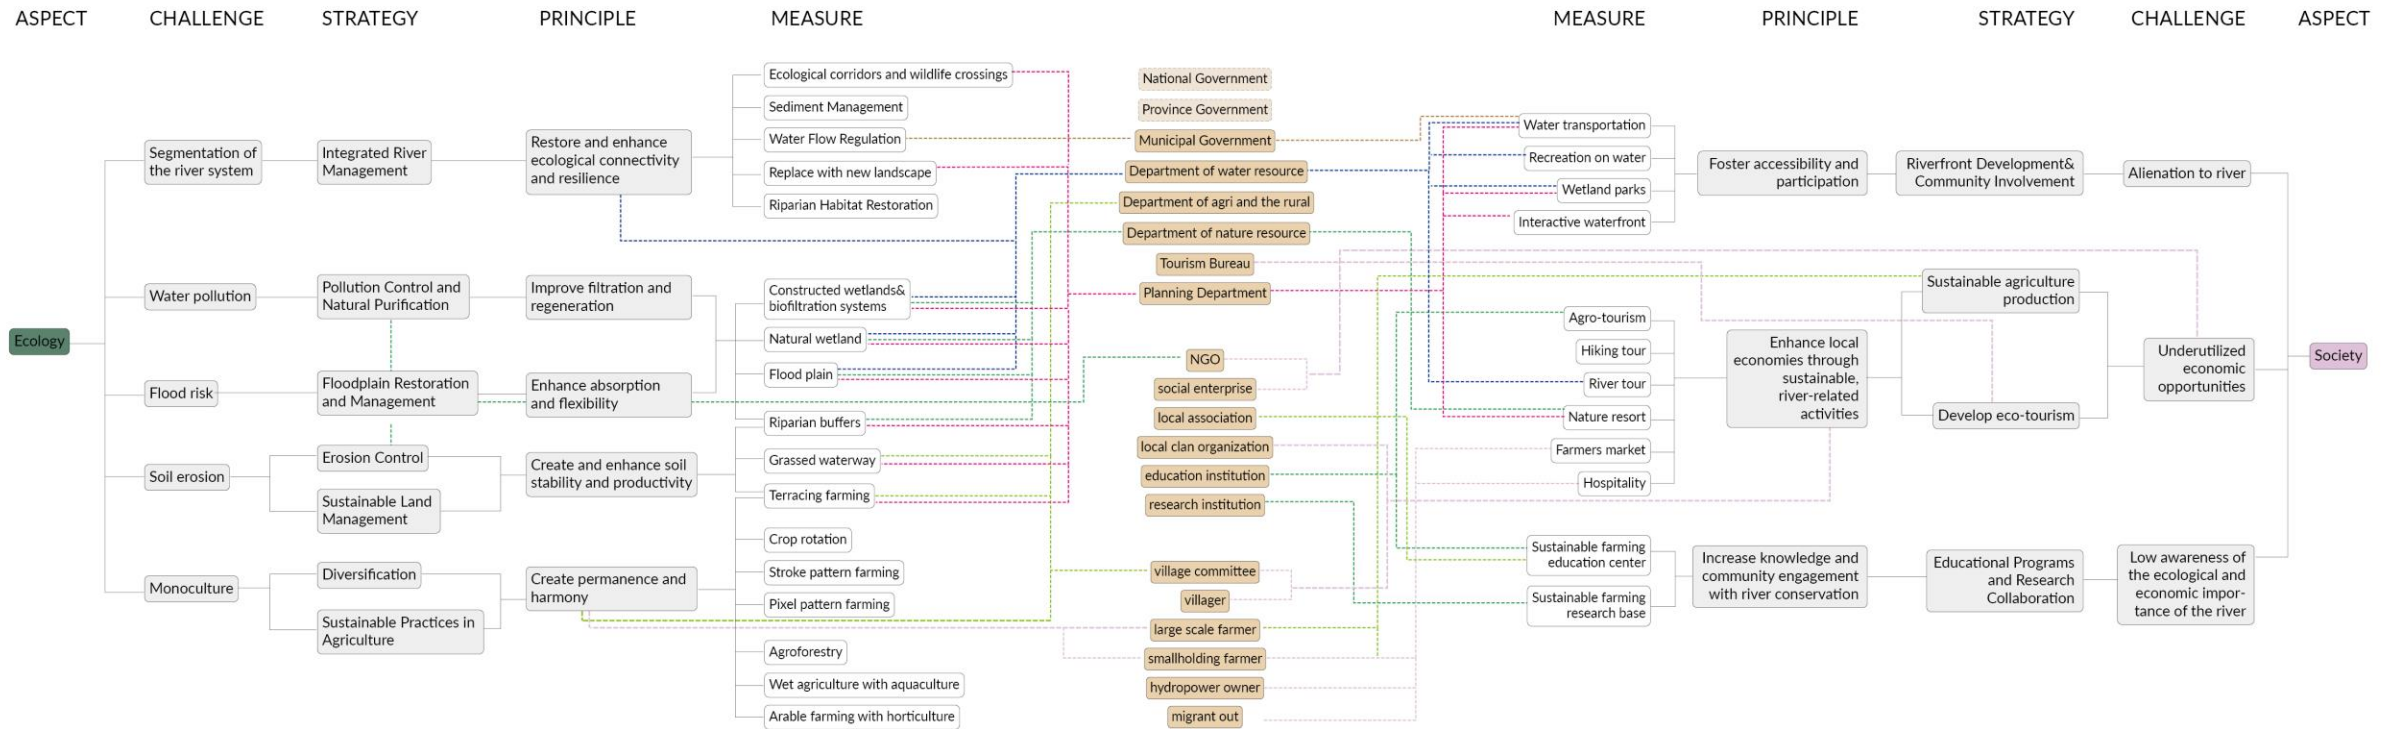 ASPECT
CHALLENGE
STRATEGY
PRINCIPLE
MEASURE
MEASURE
PRINCIPLE
STRATEGY
CHALLENGE
ASPECT
Ecology
Segmentation of
the river system
Water pollution
Flood risk
Soil erosion
Monoculture
Integrated River
Management
Pollution Control and
Natural Purification
Floodplain Restoration
and Management
Erosion Control
Sustainable Land
Management
Diversification
Sustainable Practices in
Agriculture
Restore and enhance
ecological connectivity
and resilience
Improve filtration and
regeneration
Enhance absorption
and flexibility
Create and enhance soil
stability and productivity
Create permanence and
harmony
Ecological corridors and wildlife crossings
Sediment Management
Water Flow Regulation
Replace with new landscape
Riparian Habitat Restoration
Constructed wetlands&
biofiltration systems
Natural wetland
Flood plain
Riparian buffers
Grassed waterway
Terracing farming
Crop rotation
Stroke pattern farming
Pixel pattern farming
Agroforestry
Wet agriculture with aquaculture
Arable farming with horticulture
National Government
Province Government
Municipal Government
Department of water resource
Department of agri and the rural
Department of nature resource
Tourism Bureau
Planning Department
NGO
social enterprise
local association
local clan organization
education institution
research institution
village committee
villager
large scale farmer
smallholding farmer
hydropower owner
migrant out
Water transportation
Recreation on water
Wetland parks
Interactive waterfront
Agro-tourism
Hiking tour
River tour
Nature resort
Farmers market
Hospitality
Sustainable farming
education center
Sustainable farming
research base
Foster accessibility and
participation
Enhance local
economies through
sustainable,
river-related
activities
Increase knowledge and
community engagement
with river conservation
Riverfront Development&
Community Involvement
Sustainable agriculture
production
Develop eco-tourism
Educational Programs
and Research
Collaboration
Alienation to river
Underutilized
economic
opportunities
Low awareness of
the ecological and
economic impor-
tance of the river
Society